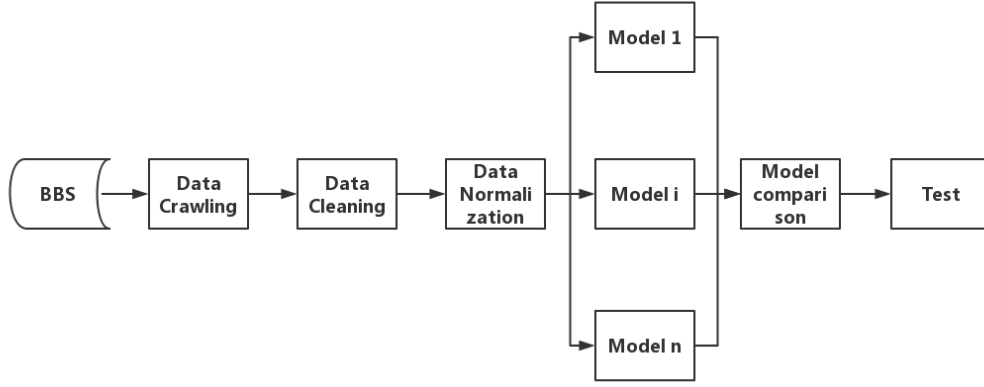 BBS
Data
Crawling
Data
Cleaning
Data
Normali
zation
Model 1
Model i
Model n
Model
compari
son
Test